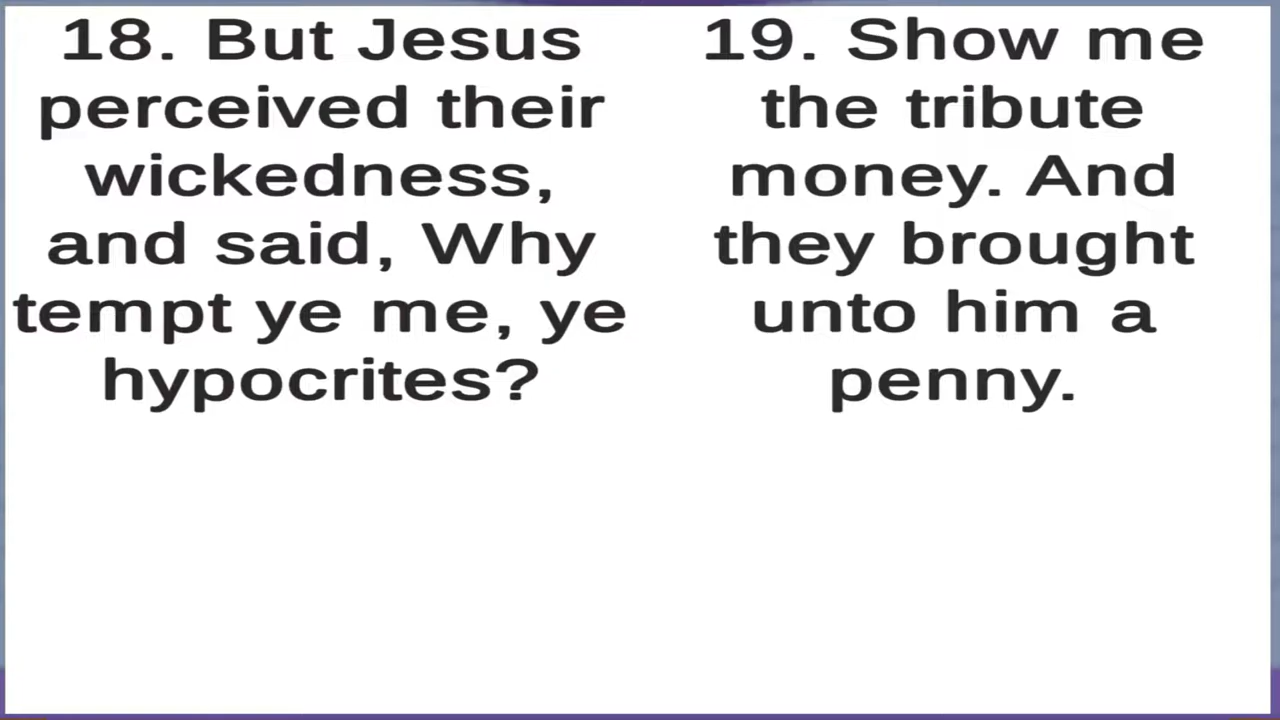 18. But Jesus
perceived their
wickedness,
and said, Why
tempt ye me, ye
hypocrites?
19. Show me
the tribute
money. And
they brought
unto him a
penny.